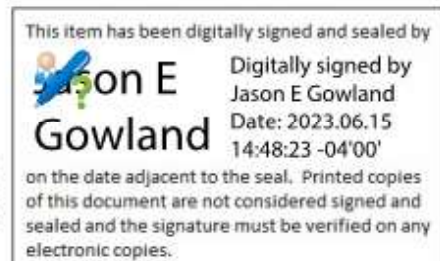 This item has been digitally signed and sealed by
Jason E
Gowland
Digitally signed by
Jason E Gowland
Date: 2023.06.15
14:48:23 -04'00'
on the date adjacent to the seal. Printed copies
of this document are not considered signed and
sealed and the signature must be verified on any
electronic copies.